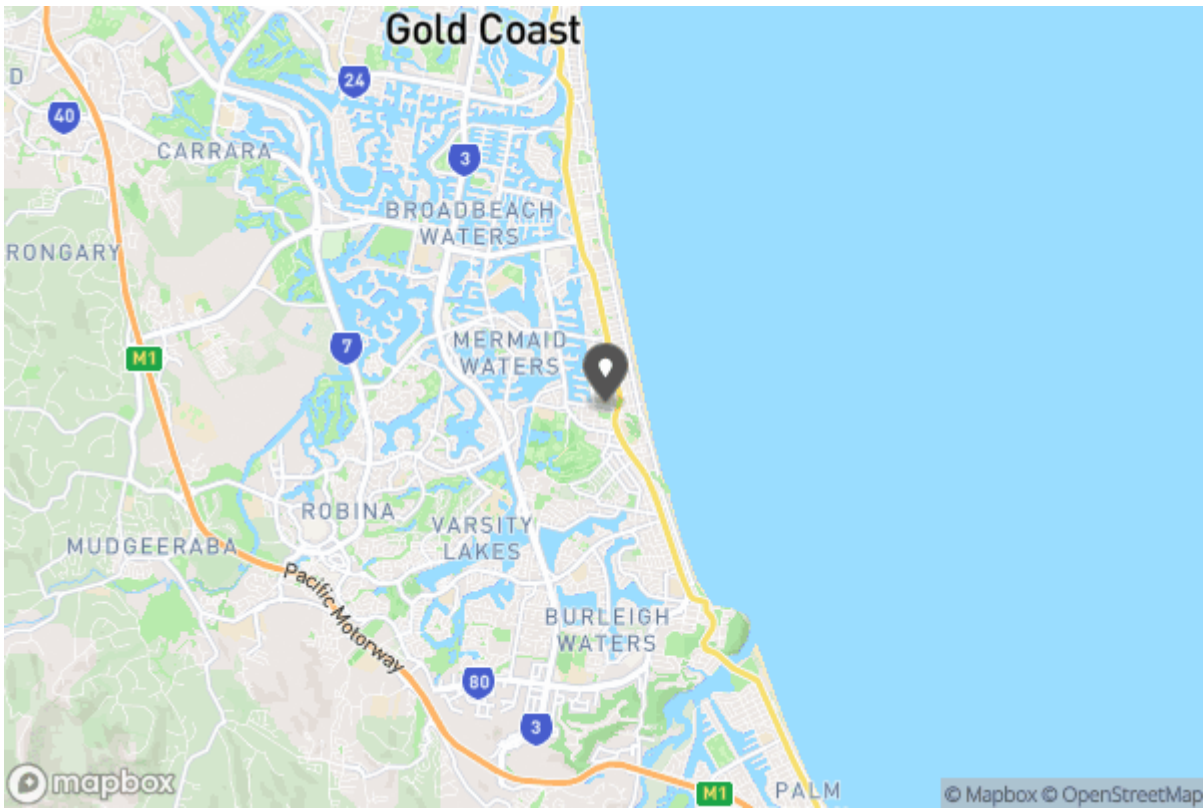 Gold Coast
D
24
40
CARRARA
3
BROADBEACH
WATERS
RONGARY
MERMAID
WATERS
7
M1
ROBINA
VARSITY
LAKES
MUDGEERABA
Pacific Motorway
BURLEIGH
WATERS
80
3
M1
PALM
mapbox
© Mapbox © OpenStreetMap